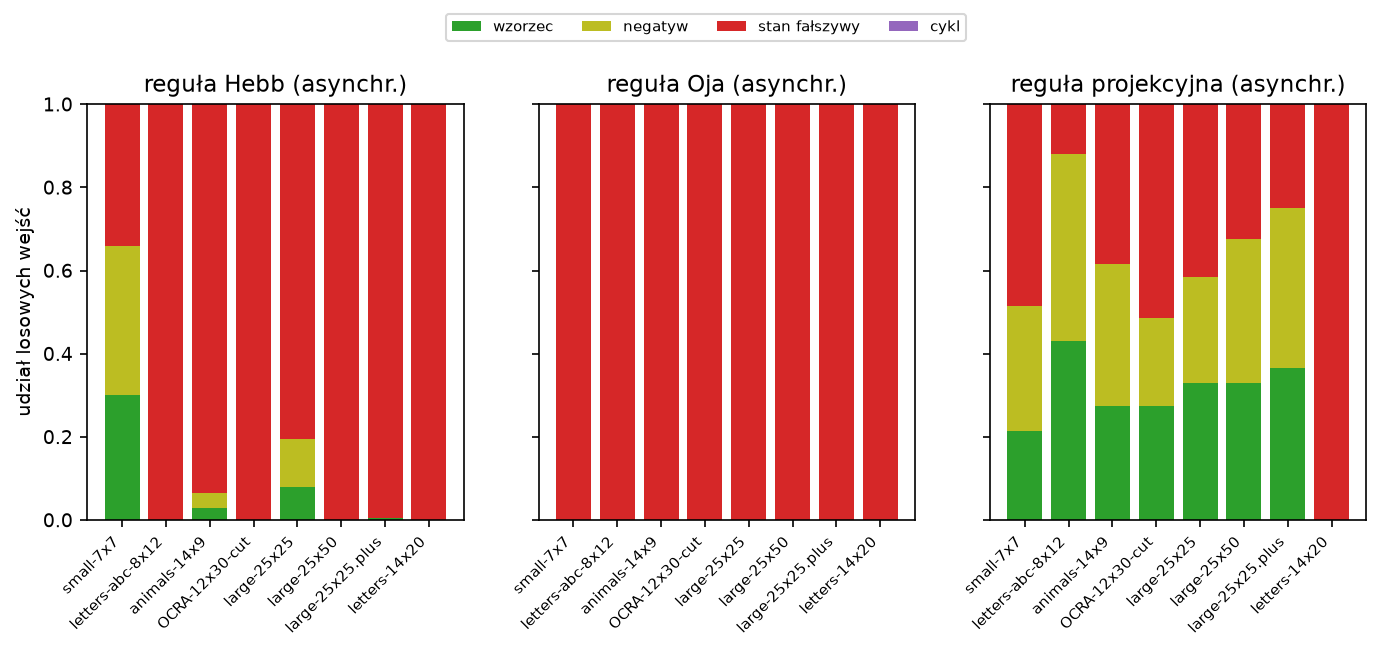 wzorzec negatyw stan fałszywy cykl
reguła Hebb (asynchr.)
reguła Oja (asynchr.)
reguła projekcyjna (asynchr.)
udział losowych wejść
1.0
0.8
0.6
0.4
0.2
0.0
small-7x7
letters-abc-8x12
animals-14x9
OCRA-12x30-cut
large-25x25
large-25x50
large-25x25.plus
letters-14x20
small-7x7
letters-abc-8x12
animals-14x9
OCRA-12x30-cut
large-25x25
large-25x50
large-25x25.plus
letters-14x20
small-7x7
letters-abc-8x12
animals-14x9
OCRA-12x30-cut
large-25x25
large-25x50
large-25x25.plus
letters-14x20